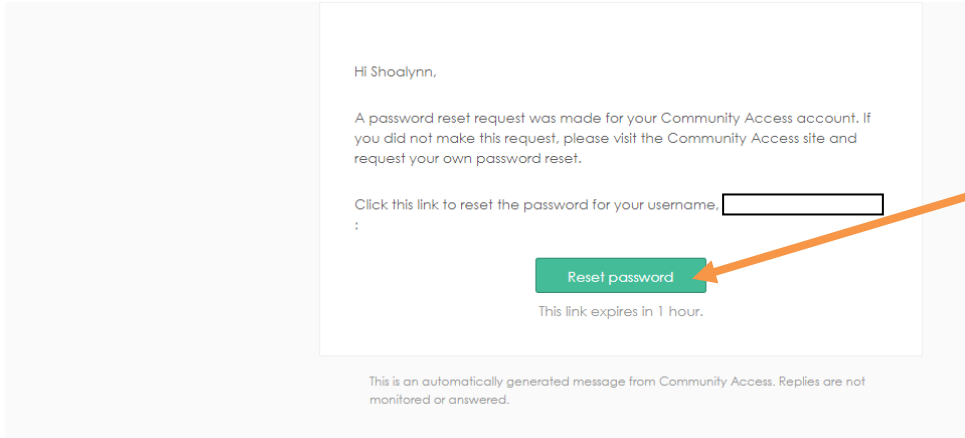 Hi Shoalynn,
A password reset request was made for your Community Access account. If
you did not make this request, please visit the Community Access site and
request your own password reset.
Click this link to reset the password for your username,
:
Reset password
This link expires in 1 hour.
This is an automatically generated message from Community Access. Replies are not
monitored or answered.